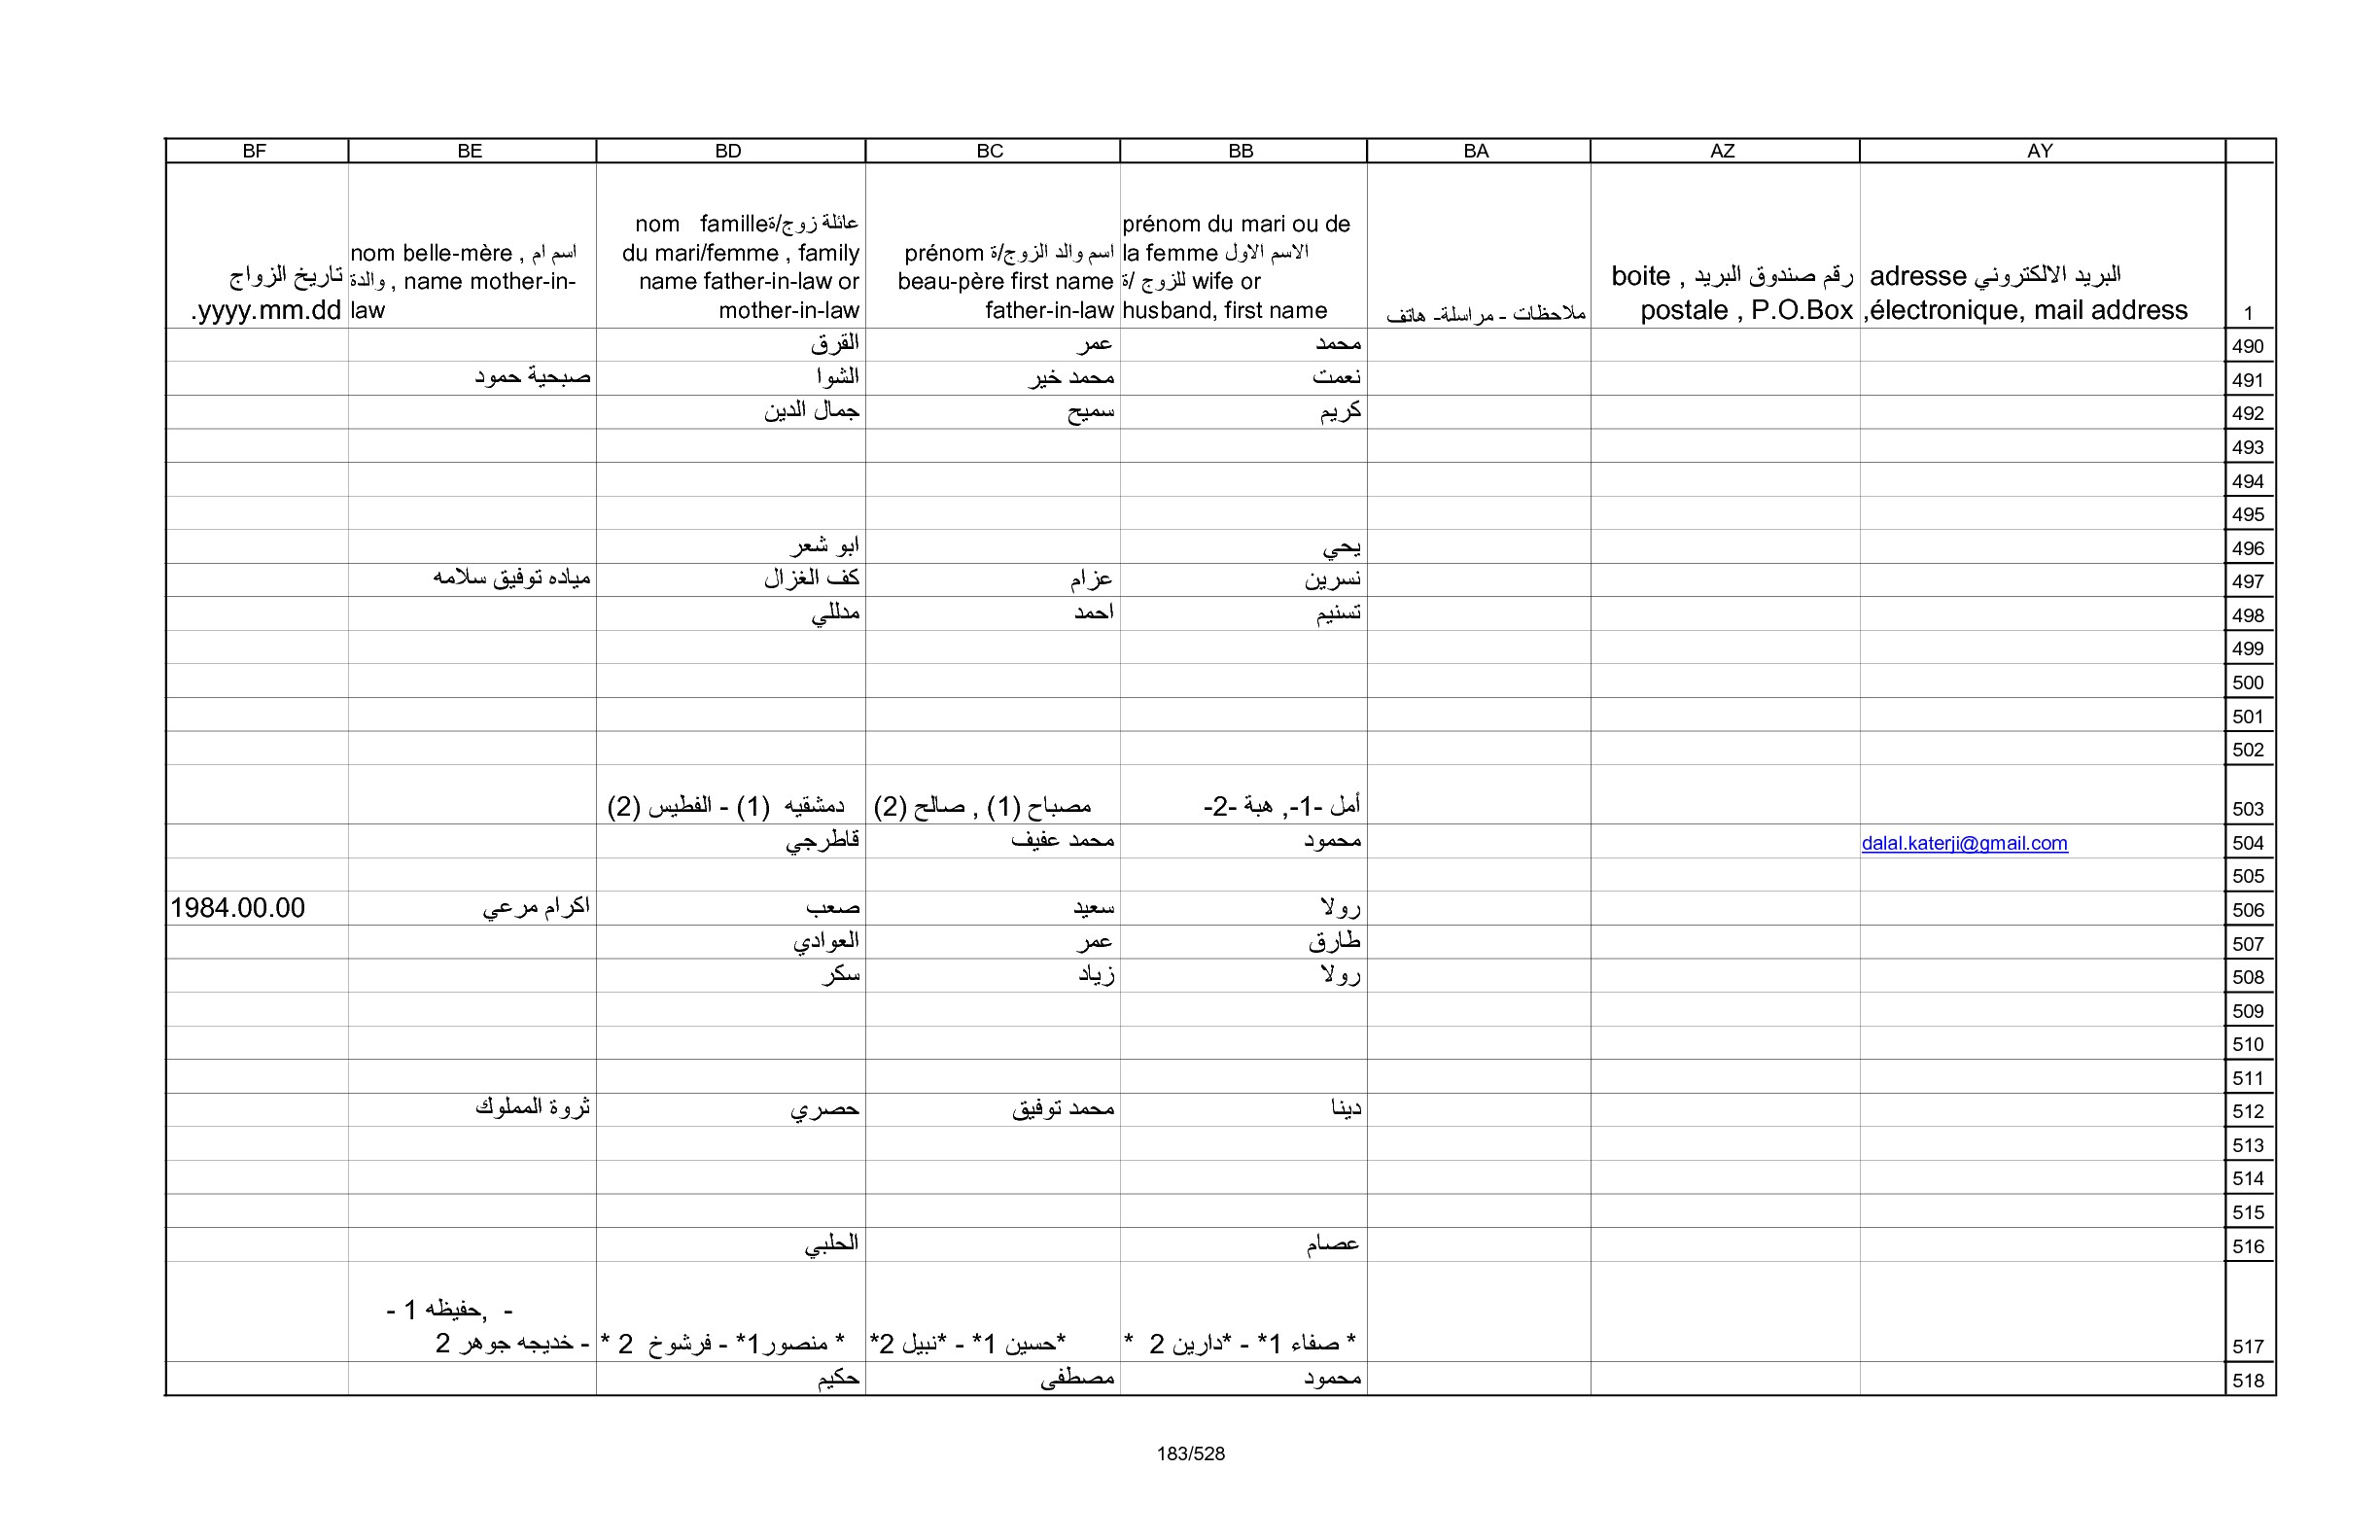 AY AZ BA BB BC BD BE BF
1
البريد الالكتروني adresse
électronique, mail address,
رقم صندوق البريد , boite
postale , P.O.Box
ملاحظات - مراسلة- هاتف
prénom du mari ou de
la femme الاسم الاول
للزوج /ة wife or
husband, first name
اسم والد الزوج/ة prénom
beau-père first name
father-in-law
عائلة زوج/ة nom famille
du mari/femme , family
name father-in-law or
mother-in-law
nom belle-mère , اسم ام
والدة , name mother-in-
law
تاريخ الزواج
yyyy.mm.dd.
490 محمد عمر القرق
491 نعمت محمد خير الشوا صبحية حمود
492 كريم سميح جمال الدين
493
494
495
496 يحي ابو شعر
497 نسرين عزام كف الغزال مياده توفيق سلامه
498 تسنيم احمد مدللي
499
500
501
502
503 أمل -1-, هبة -2- مصباح (1) , صالح (2) دمشقيه (1) - الفطيس (2)
504 dalal.katerji@gmail.com محمود محمد عفيف قاطرجي
505
506 رولا سعيد صعب اكرام مرعي 1984.00.00
507 طارق عمر العوادي
508 رولا زياد سكر
509
510
511
512 دينا محمد توفيق حصري ثروة المملوك
513
514
515
516 عصام الحلبي
- ,حفيظه 1 -
517 * صفاء 1* - *دارين 2 * *حسين 1* - *نبيل 2* * منصور1* - فرشوخ 2 * - خديجه جوهر 2
518 محمود مصطفى حكيم
183/528